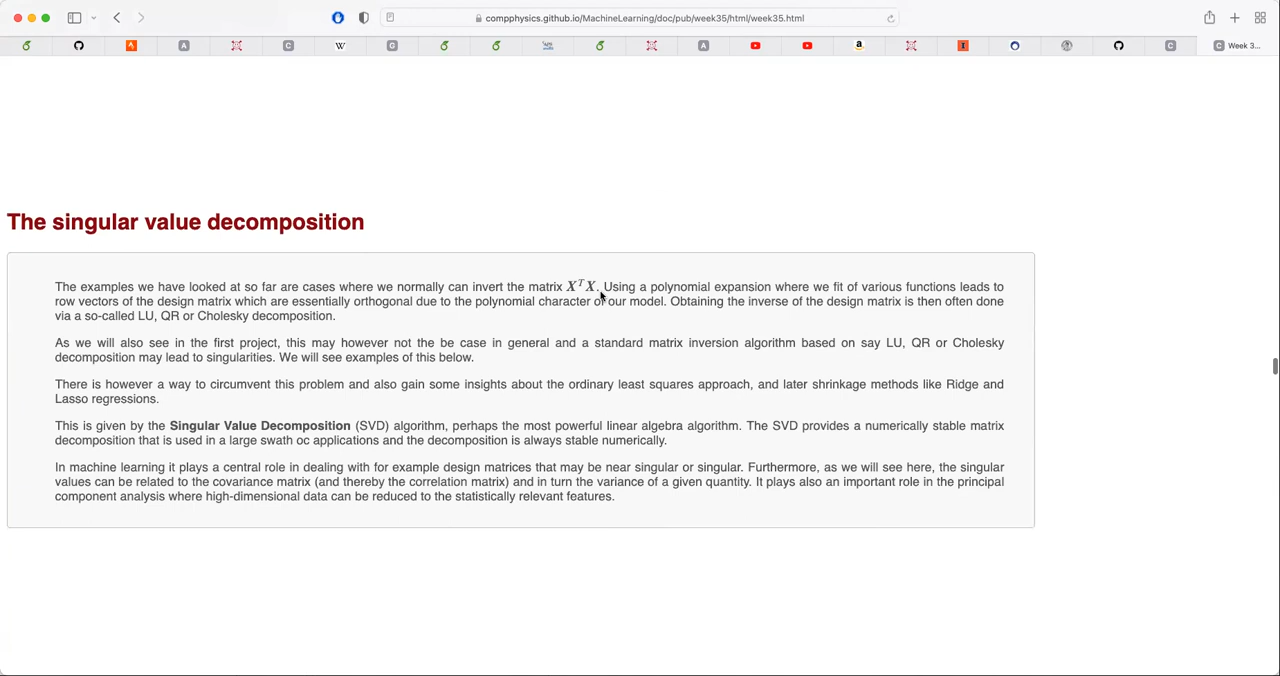 compphysics.github.io/MachineLearning/doc/pub/week35/html/week35.html
Week 3...
The singular value decomposition
The examples we have looked at so far are cases where we normally can invert the matrix X^T X. Using a polynomial expansion where we fit of various functions leads to
row vectors of the design matrix which are essentially orthogonal due to the polynomial character of our model. Obtaining the inverse of the design matrix is then often done
via a so-called LU, QR or Cholesky decomposition.
As we will also see in the first project, this may however not the be case in general and a standard matrix inversion algorithm based on say LU, QR or Cholesky
decomposition may lead to singularities. We will see examples of this below.
There is however a way to circumvent this problem and also gain some insights about the ordinary least squares approach, and later shrinkage methods like Ridge and
Lasso regressions.
This is given by the Singular Value Decomposition (SVD) algorithm, perhaps the most powerful linear algebra algorithm. The SVD provides a numerically stable matrix
decomposition that is used in a large swath oc applications and the decomposition is always stable numerically.
In machine learning it plays a central role in dealing with for example design matrices that may be near singular or singular. Furthermore, as we will see here, the singular
values can be related to the covariance matrix (and thereby the correlation matrix) and in turn the variance of a given quantity. It plays also an important role in the principal
component analysis where high-dimensional data can be reduced to the statistically relevant features.